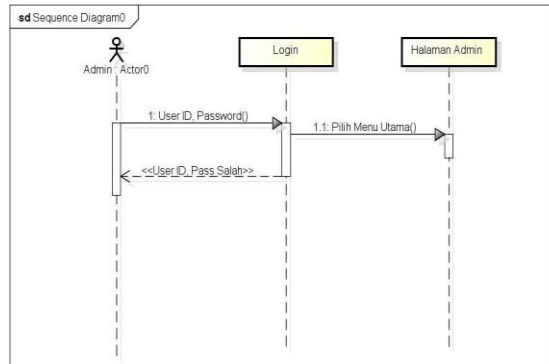 sd Sequence Diagram0
Admin : Actor0
Login
Halaman Admin
1: User ID, Password()
1.1: Pilih Menu Utama()
<<User ID, Pass Salah>>